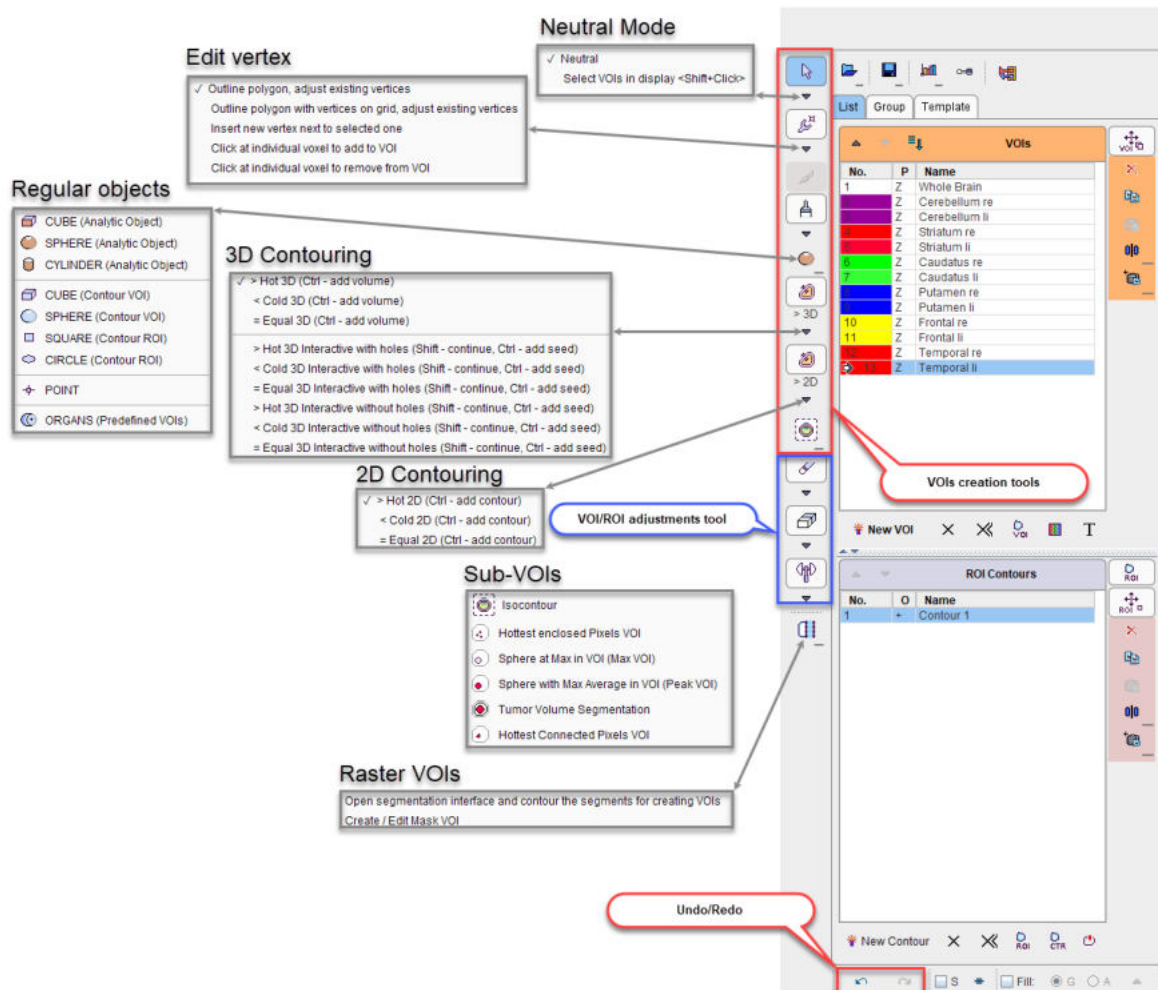 Neutral Mode
✓ Neutral
Select VOIs in display <Shift+Click>
Edit vertex
✓ Outline polygon, adjust existing vertices
Outline polygon with vertices on grid, adjust existing vertices
Insert new vertex next to selected one
Click at individual voxel to add to VOI
Click at individual voxel to remove from VOI
Regular objects
CUBE (Analytic Object)
SPHERE (Analytic Object)
CYLINDER (Analytic Object)
CUBE (Contour VOI)
SPHERE (Contour VOI)
SQUARE (Contour ROI)
CIRCLE (Contour ROI)
POINT
ORGANS (Predefined VOIs)
3D Contouring
✓ > Hot 3D (Ctrl - add volume)
< Cold 3D (Ctrl - add volume)
= Equal 3D (Ctrl - add volume)
> Hot 3D Interactive with holes (Shift - continue, Ctrl - add seed)
< Cold 3D Interactive with holes (Shift - continue, Ctrl - add seed)
= Equal 3D Interactive with holes (Shift - continue, Ctrl - add seed)
> Hot 3D Interactive without holes (Shift - continue, Ctrl - add seed)
< Cold 3D Interactive without holes (Shift - continue, Ctrl - add seed)
= Equal 3D Interactive without holes (Shift - continue, Ctrl - add seed)
2D Contouring
✓ > Hot 2D (Ctrl - add contour)
< Cold 2D (Ctrl - add contour)
= Equal 2D (Ctrl - add contour)
Sub-VOIs
Isocontour
Hottest enclosed Pixels VOI
Sphere at Max in VOI (Max VOI)
Sphere with Max Average in VOI (Peak VOI)
Tumor Volume Segmentation
Hottest Connected Pixels VOI
Raster VOIs
Open segmentation interface and contour the segments for creating VOIs
Create / Edit Mask VOI
> 3D
> 2D
VOI/ROI adjustments tool
VOIs creation tools
Undo/Redo
List Group Template
VOIs
VOI
No. P Name
1 Z Whole Brain
Z Cerebellum re
Z Cerebellum li
4 Z Striatum re
5 Z Striatum li
6 Z Caudatus re
7 Z Caudatus li
Z Putamen re
Z Putamen li
10 Z Frontal re
11 Z Frontal li
12 Z Temporal re
13 Z Temporal li
New VOI VOI T
ROI Contours
ROI
ROI
No. O Name
1 + Contour 1
New Contour ROI CTR
S Fill: G A